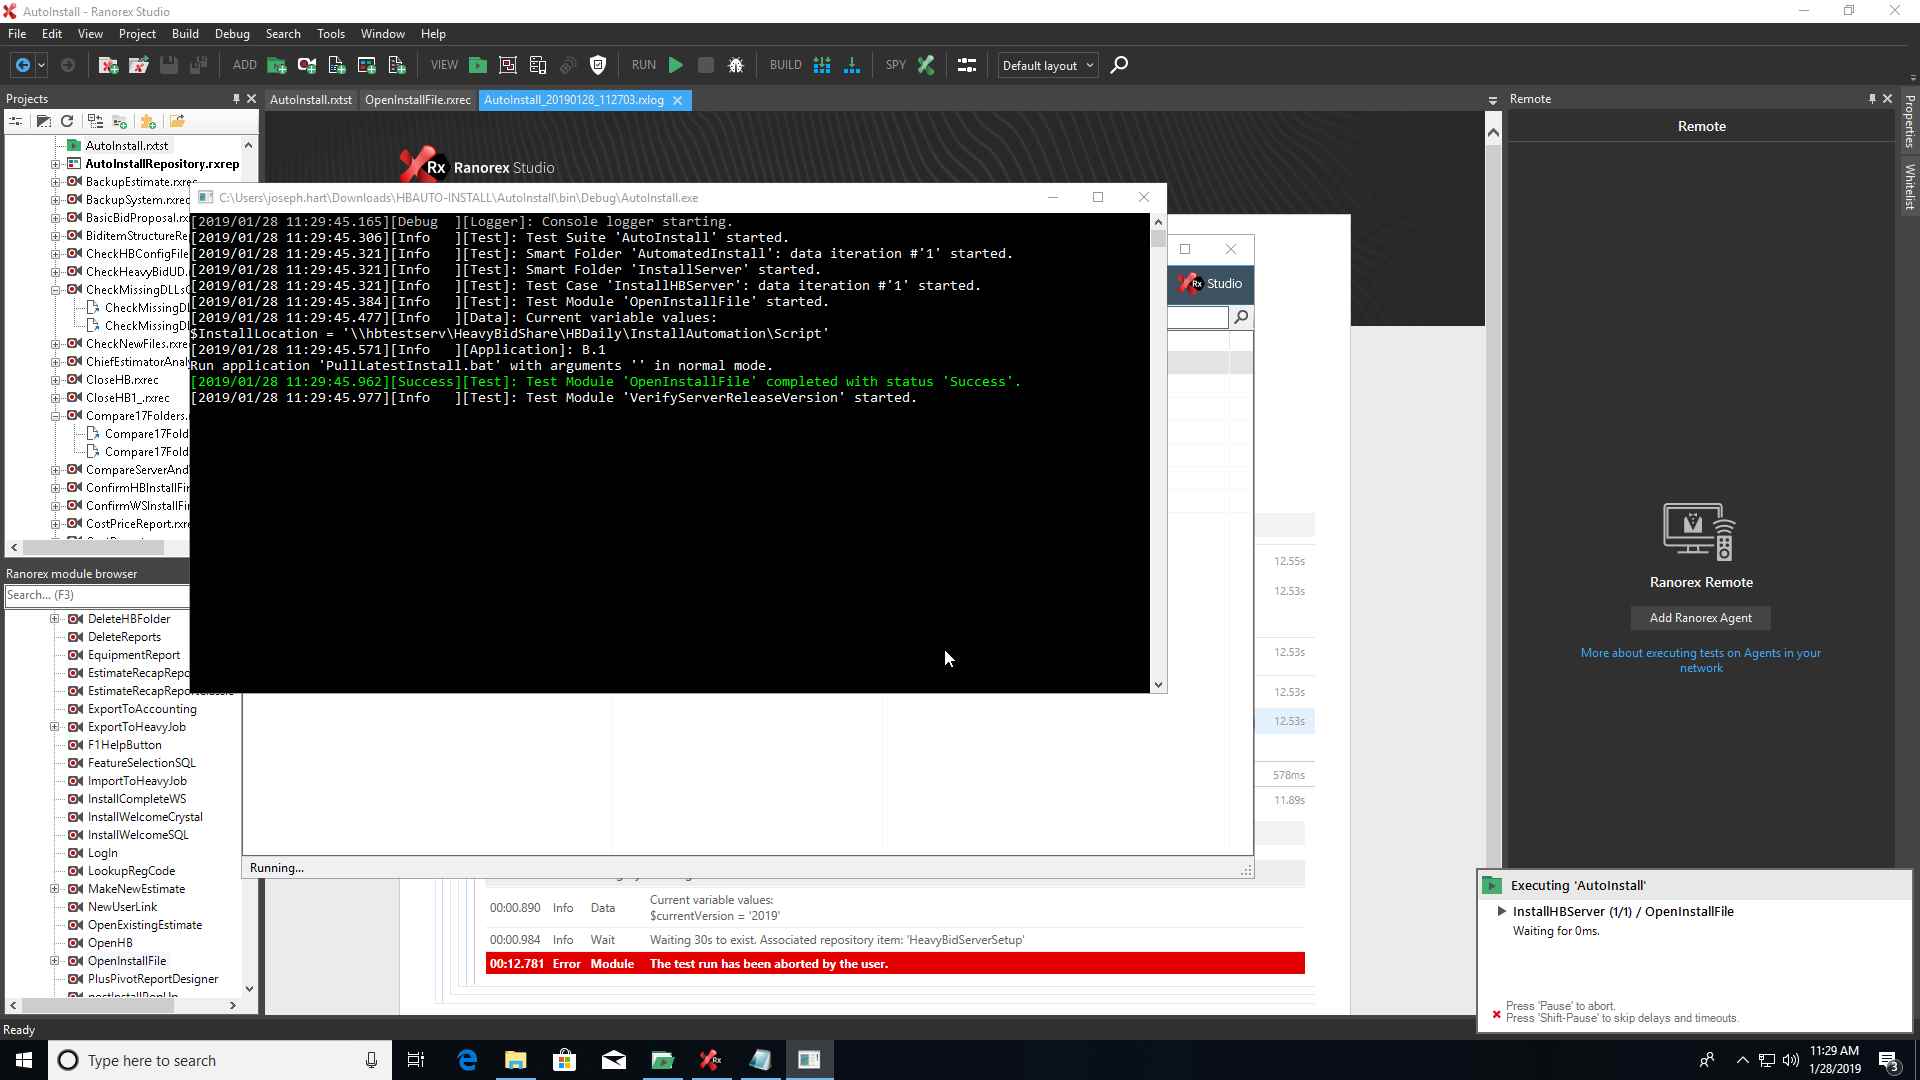 AutoInstall - Ranorex Studio
File Edit View Project Build Debug Search Tools Window Help
ADD VIEW RUN BUILD SPY Default layout
Projects
AutoInstall.rxtst OpenInstallFile.rxrec AutoInstall_20190128_112703.rxlog
Remote
Remote
Properties
Whitelist
AutoInstall.rxtst
AutoInstallRepository.rxrep
BackupEstimate.rxrec
BackupSystem.rxrec
BasicBidProposal.rx
BiditemStructureRe
CheckHBConfigFile
CheckHeavyBidUD.
CheckMissingDLLs
CheckMissingDL
CheckMissingDL
CheckNewFiles.rxre
ChiefEstimatorAnaly
CloseHB.rxrec
CloseHB1_.rxrec
Compare17Folders.
Compare17Fold
Compare17Fold
CompareServerAnd
ConfirmHBInstallFi
ConfirmWSInstallFi
CostPriceReport.rxr
Rx Ranorex Studio
C:\Users\joseph.hart\Downloads\HBAUTO-INSTALL\AutoInstall\bin\Debug\AutoInstall.exe
[2019/01/28 11:29:45.165][Debug  ][Logger]: Console logger starting.
[2019/01/28 11:29:45.306][Info   ][Test]: Test Suite 'AutoInstall' started.
[2019/01/28 11:29:45.321][Info   ][Test]: Smart Folder 'AutomatedInstall': data iteration #'1' started.
[2019/01/28 11:29:45.321][Info   ][Test]: Smart Folder 'InstallServer' started.
[2019/01/28 11:29:45.321][Info   ][Test]: Test Case 'InstallHBServer': data iteration #'1' started.
[2019/01/28 11:29:45.384][Info   ][Test]: Test Module 'OpenInstallFile' started.
[2019/01/28 11:29:45.477][Info   ][Data]: Current variable values:
$InstallLocation = '\\hbtestserv\HeavyBidShare\HBDaily\InstallAutomation\Script'
[2019/01/28 11:29:45.571][Info   ][Application]: B.1
Run application 'PullLatestInstall.bat' with arguments '' in normal mode.
[2019/01/28 11:29:45.962][Success][Test]: Test Module 'OpenInstallFile' completed with status 'Success'.
[2019/01/28 11:29:45.977][Info   ][Test]: Test Module 'VerifyServerReleaseVersion' started.
Rx Studio
12.55s
12.53s
12.53s
12.53s
12.53s
578ms
11.89s
Running...
00:00.890 Info Data Current variable values:
$currentVersion = '2019'
00:00.984 Info Wait Waiting 30s to exist. Associated repository item: 'HeavyBidServerSetup'
00:12.781 Error Module The test run has been aborted by the user.
Ranorex module browser
Search... (F3)
DeleteHBFolder
DeleteReports
EquipmentReport
EstimateRecapRepo
EstimateRecapRepo
ExportToAccounting
ExportToHeavyJob
F1HelpButton
FeatureSelectionSQL
ImportToHeavyJob
InstallCompleteWS
InstallWelcomeCrystal
InstallWelcomeSQL
LogIn
LookupRegCode
MakeNewEstimate
NewUserLink
OpenExistingEstimate
OpenHB
OpenInstallFile
PlusPivotReportDesigner
Ranorex Remote
Add Ranorex Agent
More about executing tests on Agents in your
network
Executing 'AutoInstall'
InstallHBServer (1/1) / OpenInstallFile
Waiting for 0ms.
Press 'Pause' to abort.
Press 'Shift-Pause' to skip delays and timeouts.
Ready
Type here to search
11:29 AM
1/28/2019
3